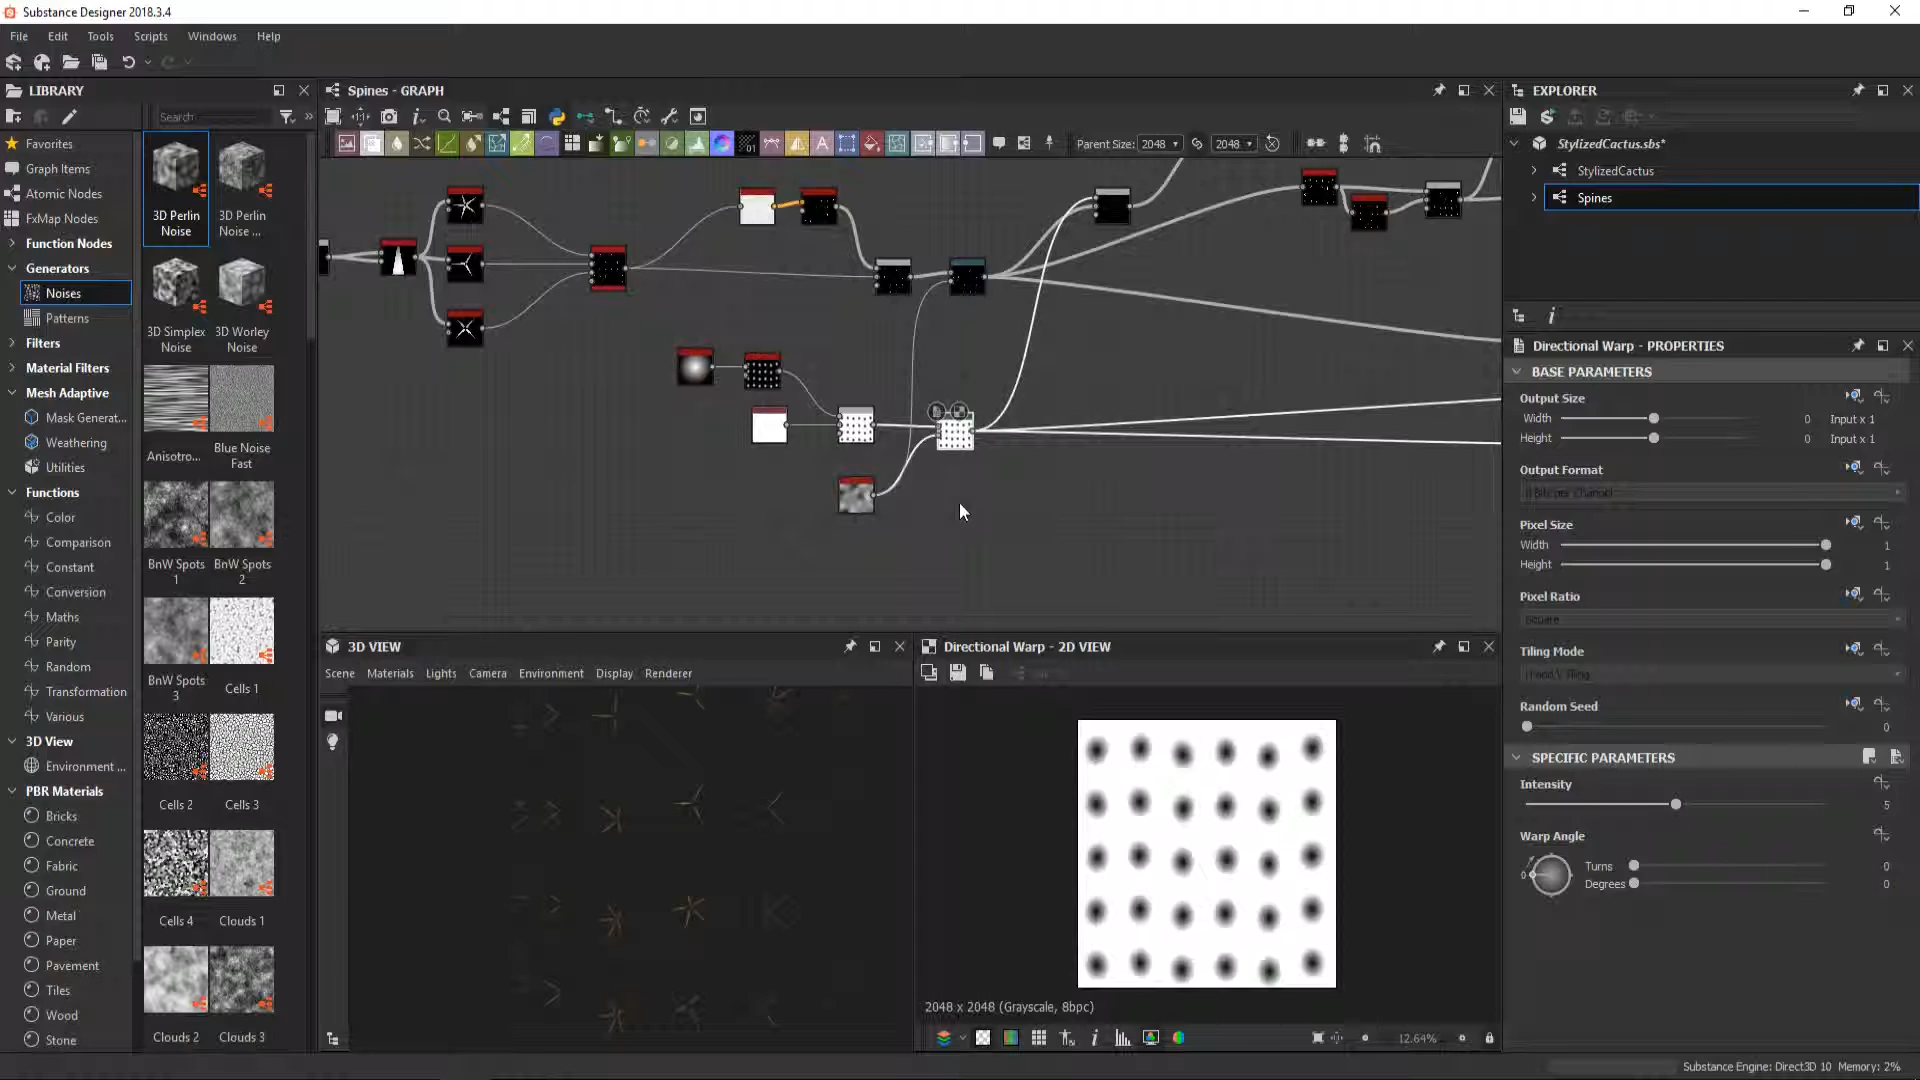 Substance Designer 2018.3.4
File Edit Tools Scripts Windows Help
LIBRARY
Search
Favorites
Graph Items
Atomic Nodes
FxMap Nodes
Function Nodes
Generators
Noises
Patterns
Filters
Material Filters
Mesh Adaptive
Mask Generat...
Weathering
Utilities
Functions
Color
Comparison
Constant
Conversion
Maths
Parity
Random
Transformation
Various
3D View
Environment ...
PBR Materials
Bricks
Concrete
Fabric
Ground
Metal
Paper
Pavement
Tiles
Wood
Stone
3D Perlin Noise
3D Perlin Noise ...
3D Simplex Noise
3D Worley Noise
Anisotro...
Blue Noise Fast
BnW Spots 1
BnW Spots 2
BnW Spots 3
Cells 1
Cells 2
Cells 3
Cells 4
Clouds 1
Clouds 2
Clouds 3
Spines - GRAPH
Parent Size: 2048 2048
3D VIEW
Scene Materials Lights Camera Environment Display Renderer
Directional Warp - 2D VIEW
2048 x 2048 (Grayscale, 8bpc)
12.64%
EXPLORER
StylizedCactus.sbs*
StylizedCactus
Spines
Directional Warp - PROPERTIES
BASE PARAMETERS
Output Size
Width 0 Input x 1
Height 0 Input x 1
Output Format
Pixel Size
Width 1
Height 1
Pixel Ratio
Square
Tiling Mode
Random Seed
0
SPECIFIC PARAMETERS
Intensity
5
Warp Angle
0
Turns 0
Degrees 0
Substance Engine: Direct3D 10 Memory: 2%